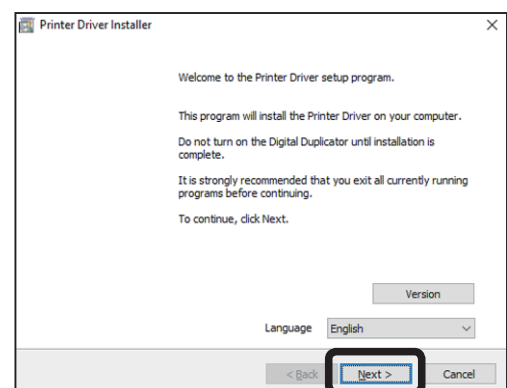 Printer Driver Installer
Welcome to the Printer Driver setup program.
This program will install the Printer Driver on your computer.
Do not turn on the Digital Duplicator until installation is
complete.
It is strongly recommended that you exit all currently running
programs before continuing.
To continue, click Next.
Version
Language English
< Back Next > Cancel